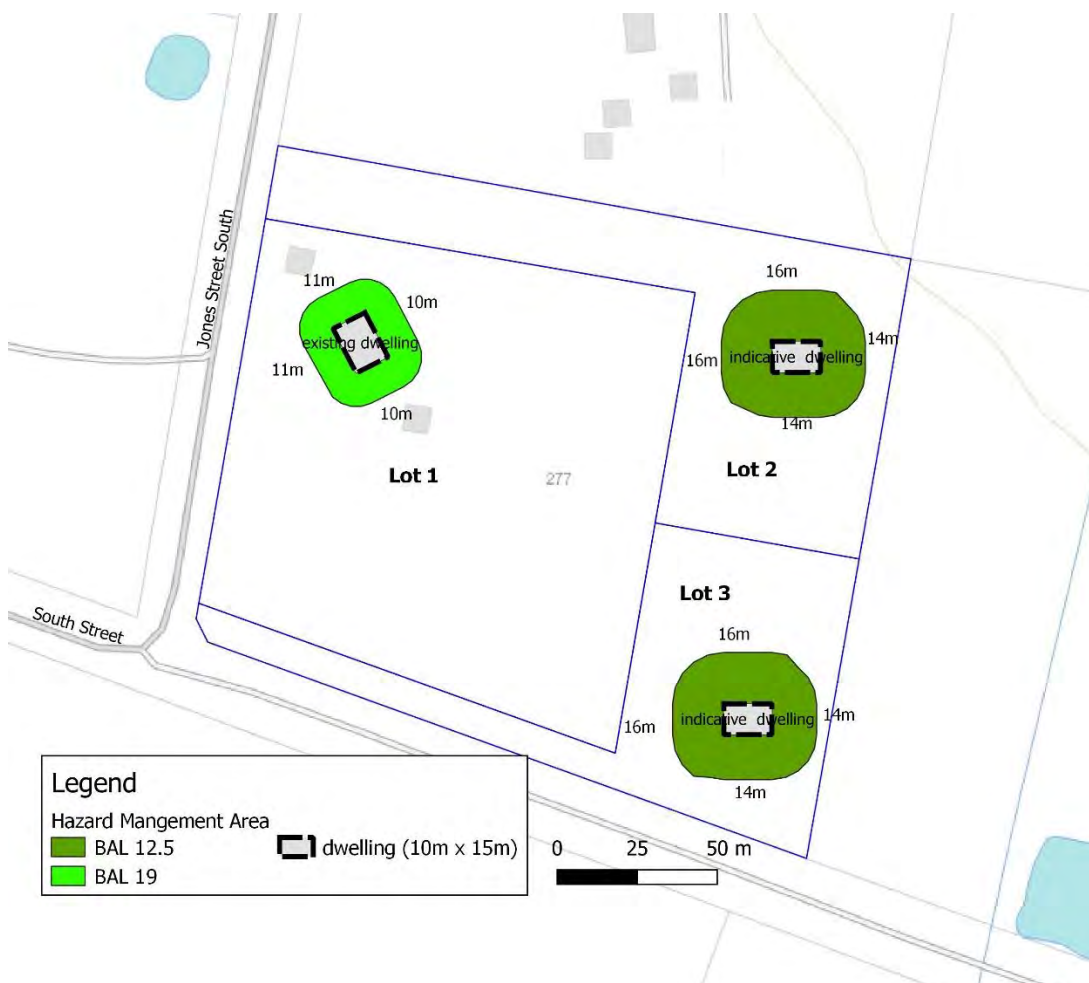 16m
14m
16m
indicative dwelling
14m
Lot 2
11m
10m
existing dwelling
11m
10m
Lot 1
277
Jones Street South
South Street
Lot 3
16m
16m
indicative dwelling
14m
14m
Legend
Hazard Mangement Area
BAL 12.5
BAL 19
dwelling (10m x 15m)
0 25 50 m